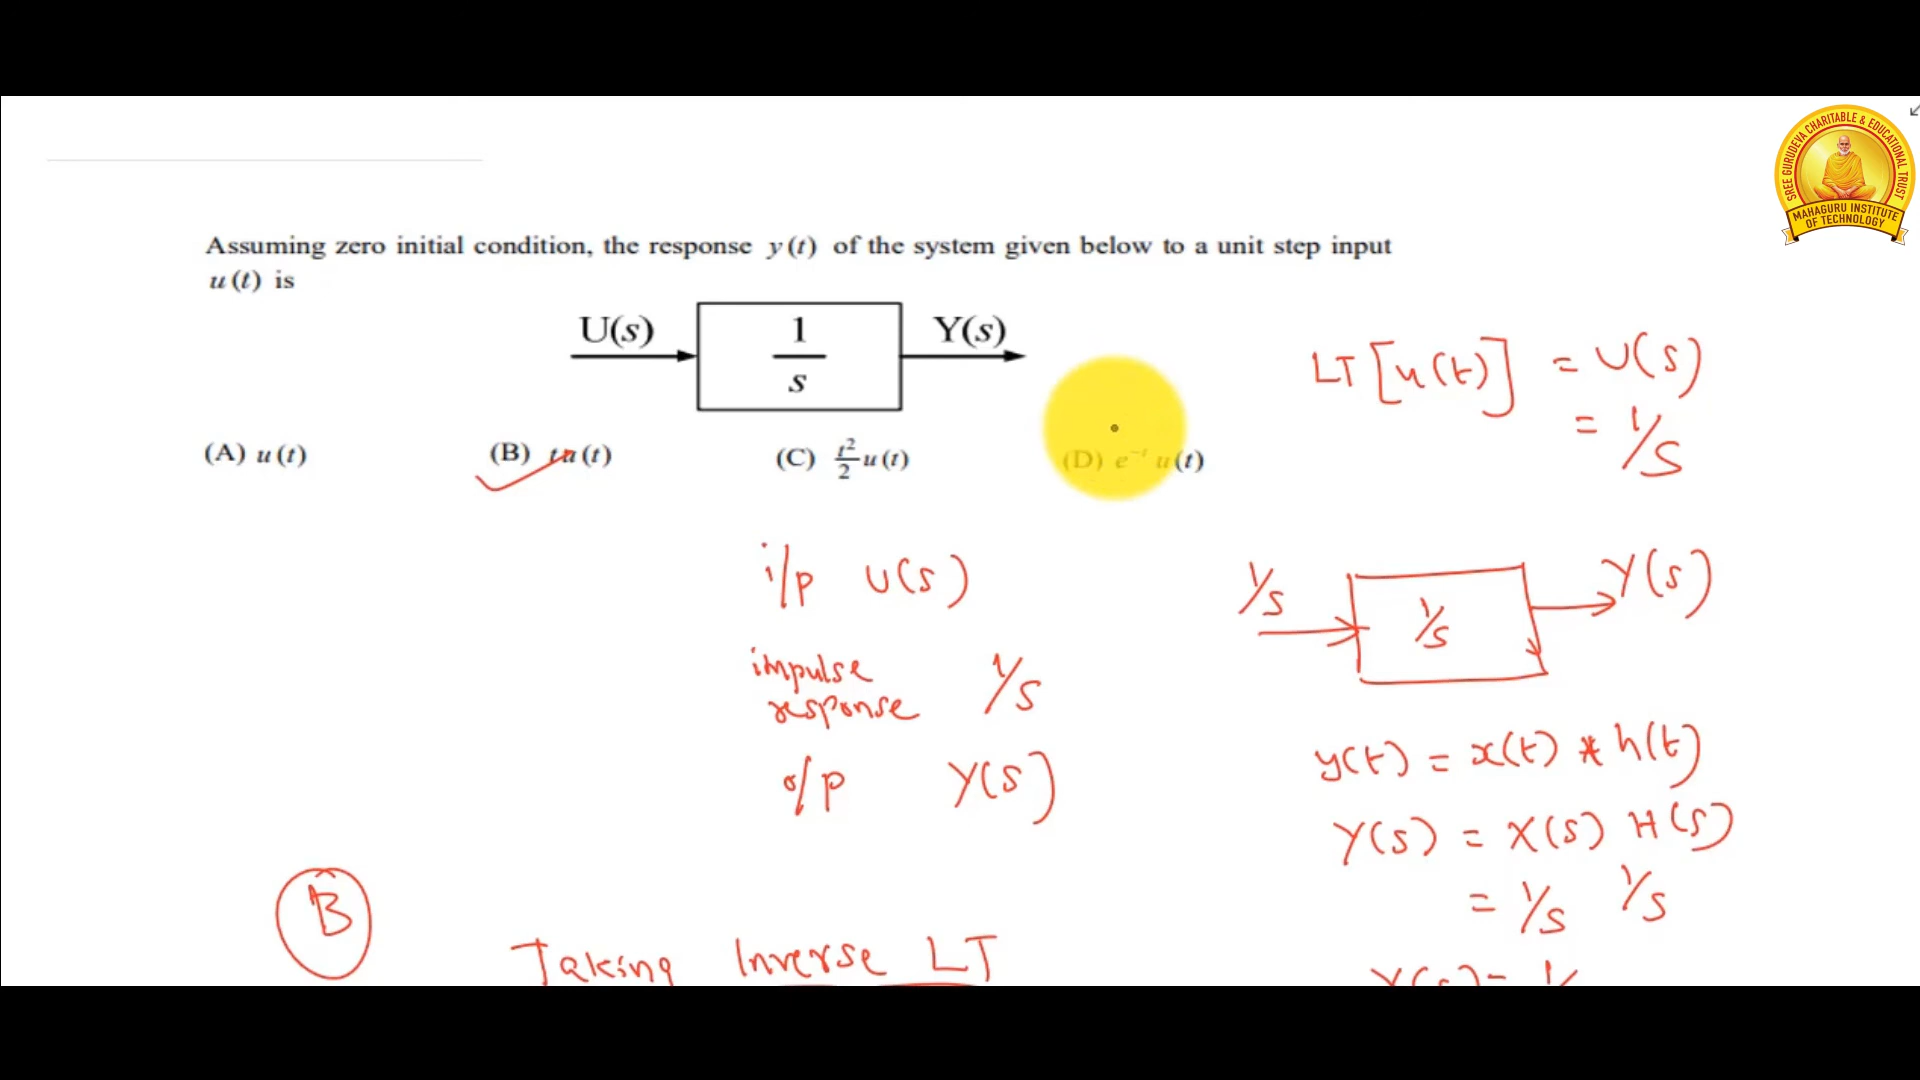 SREE GURUDEVA CHARITABLE & EDUCATIONAL TRUST
MAHAGURU INSTITUTE
OF TECHNOLOGY
Assuming zero initial condition, the response y(t) of the system given below to a unit step input
u(t) is
U(s) 1/s Y(s)
(A) u(t) (B) tu(t) (C) t²/2 u(t) (D) e⁻ᵗ u(t)
LT [u(t)] = U(s)
= 1/s
i/p U(s)
impulse response 1/s
o/p Y(s)
1/s 1/s Y(s)
y(t) = x(t) * h(t)
Y(s) = X(s) H(s)
= 1/s 1/s
B
Taking Inverse LT